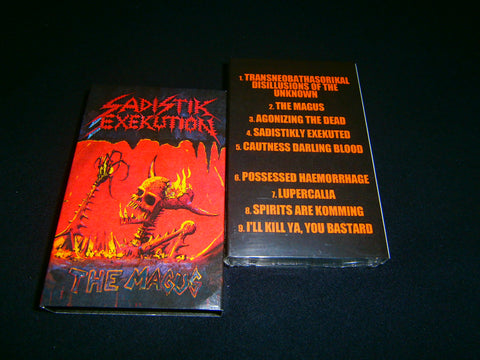 SADISTIK
EXEKUTION
THE MAGUS
1. TRANSNEOBATHASORIKAL
DISILLUSIONS OF THE
UNKNOWN
2. THE MAGUS
3. AGONIZING THE DEAD
4. SADISTIKLY EXEKUTED
5. CAUTNESS DARLING BLOOD
6. POSSESSED HAEMORRHAGE
7. LUPERCALIA
8. SPIRITS ARE KOMMING
9. I'LL KILL YA, YOU BASTARD